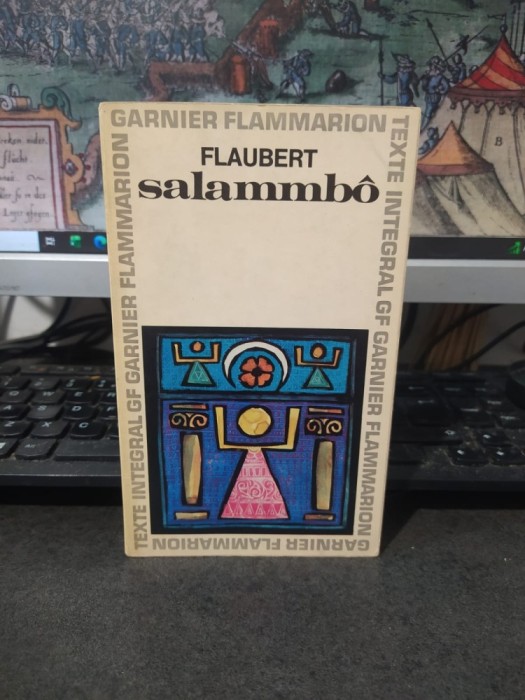 GARNIER FLAMMARION
TEXTE INTEGRAL GF GARNIER FLAMMARION
GARNIER FLAMMARION
TEXTE INTEGRAL GF GARNIER FLAMMARION
FLAUBERT
salammbô
B